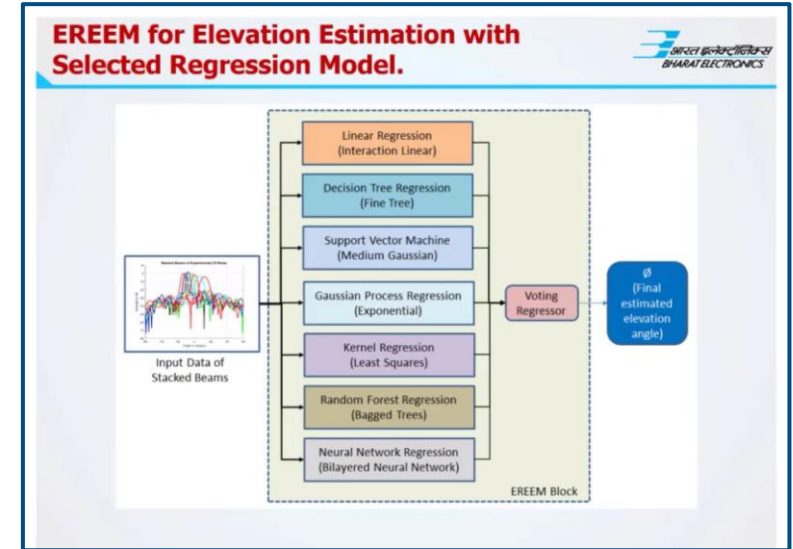 EREEM for Elevation Estimation with
Selected Regression Model.
भारत इलेक्ट्रॉनिक्स
BHARAT ELECTRONICS
Linear Regression
(Interaction Linear)
Decision Tree Regression
(Fine Tree)
Support Vector Machine
(Medium Gaussian)
Gaussian Process Regression
(Exponential)
Kernel Regression
(Least Squares)
Random Forest Regression
(Bagged Trees)
Neural Network Regression
(Bilayered Neural Network)
Input Data of
Stacked Beams
Voting
Regressor
Ø
(Final
estimated
elevation
angle)
EREEM Block